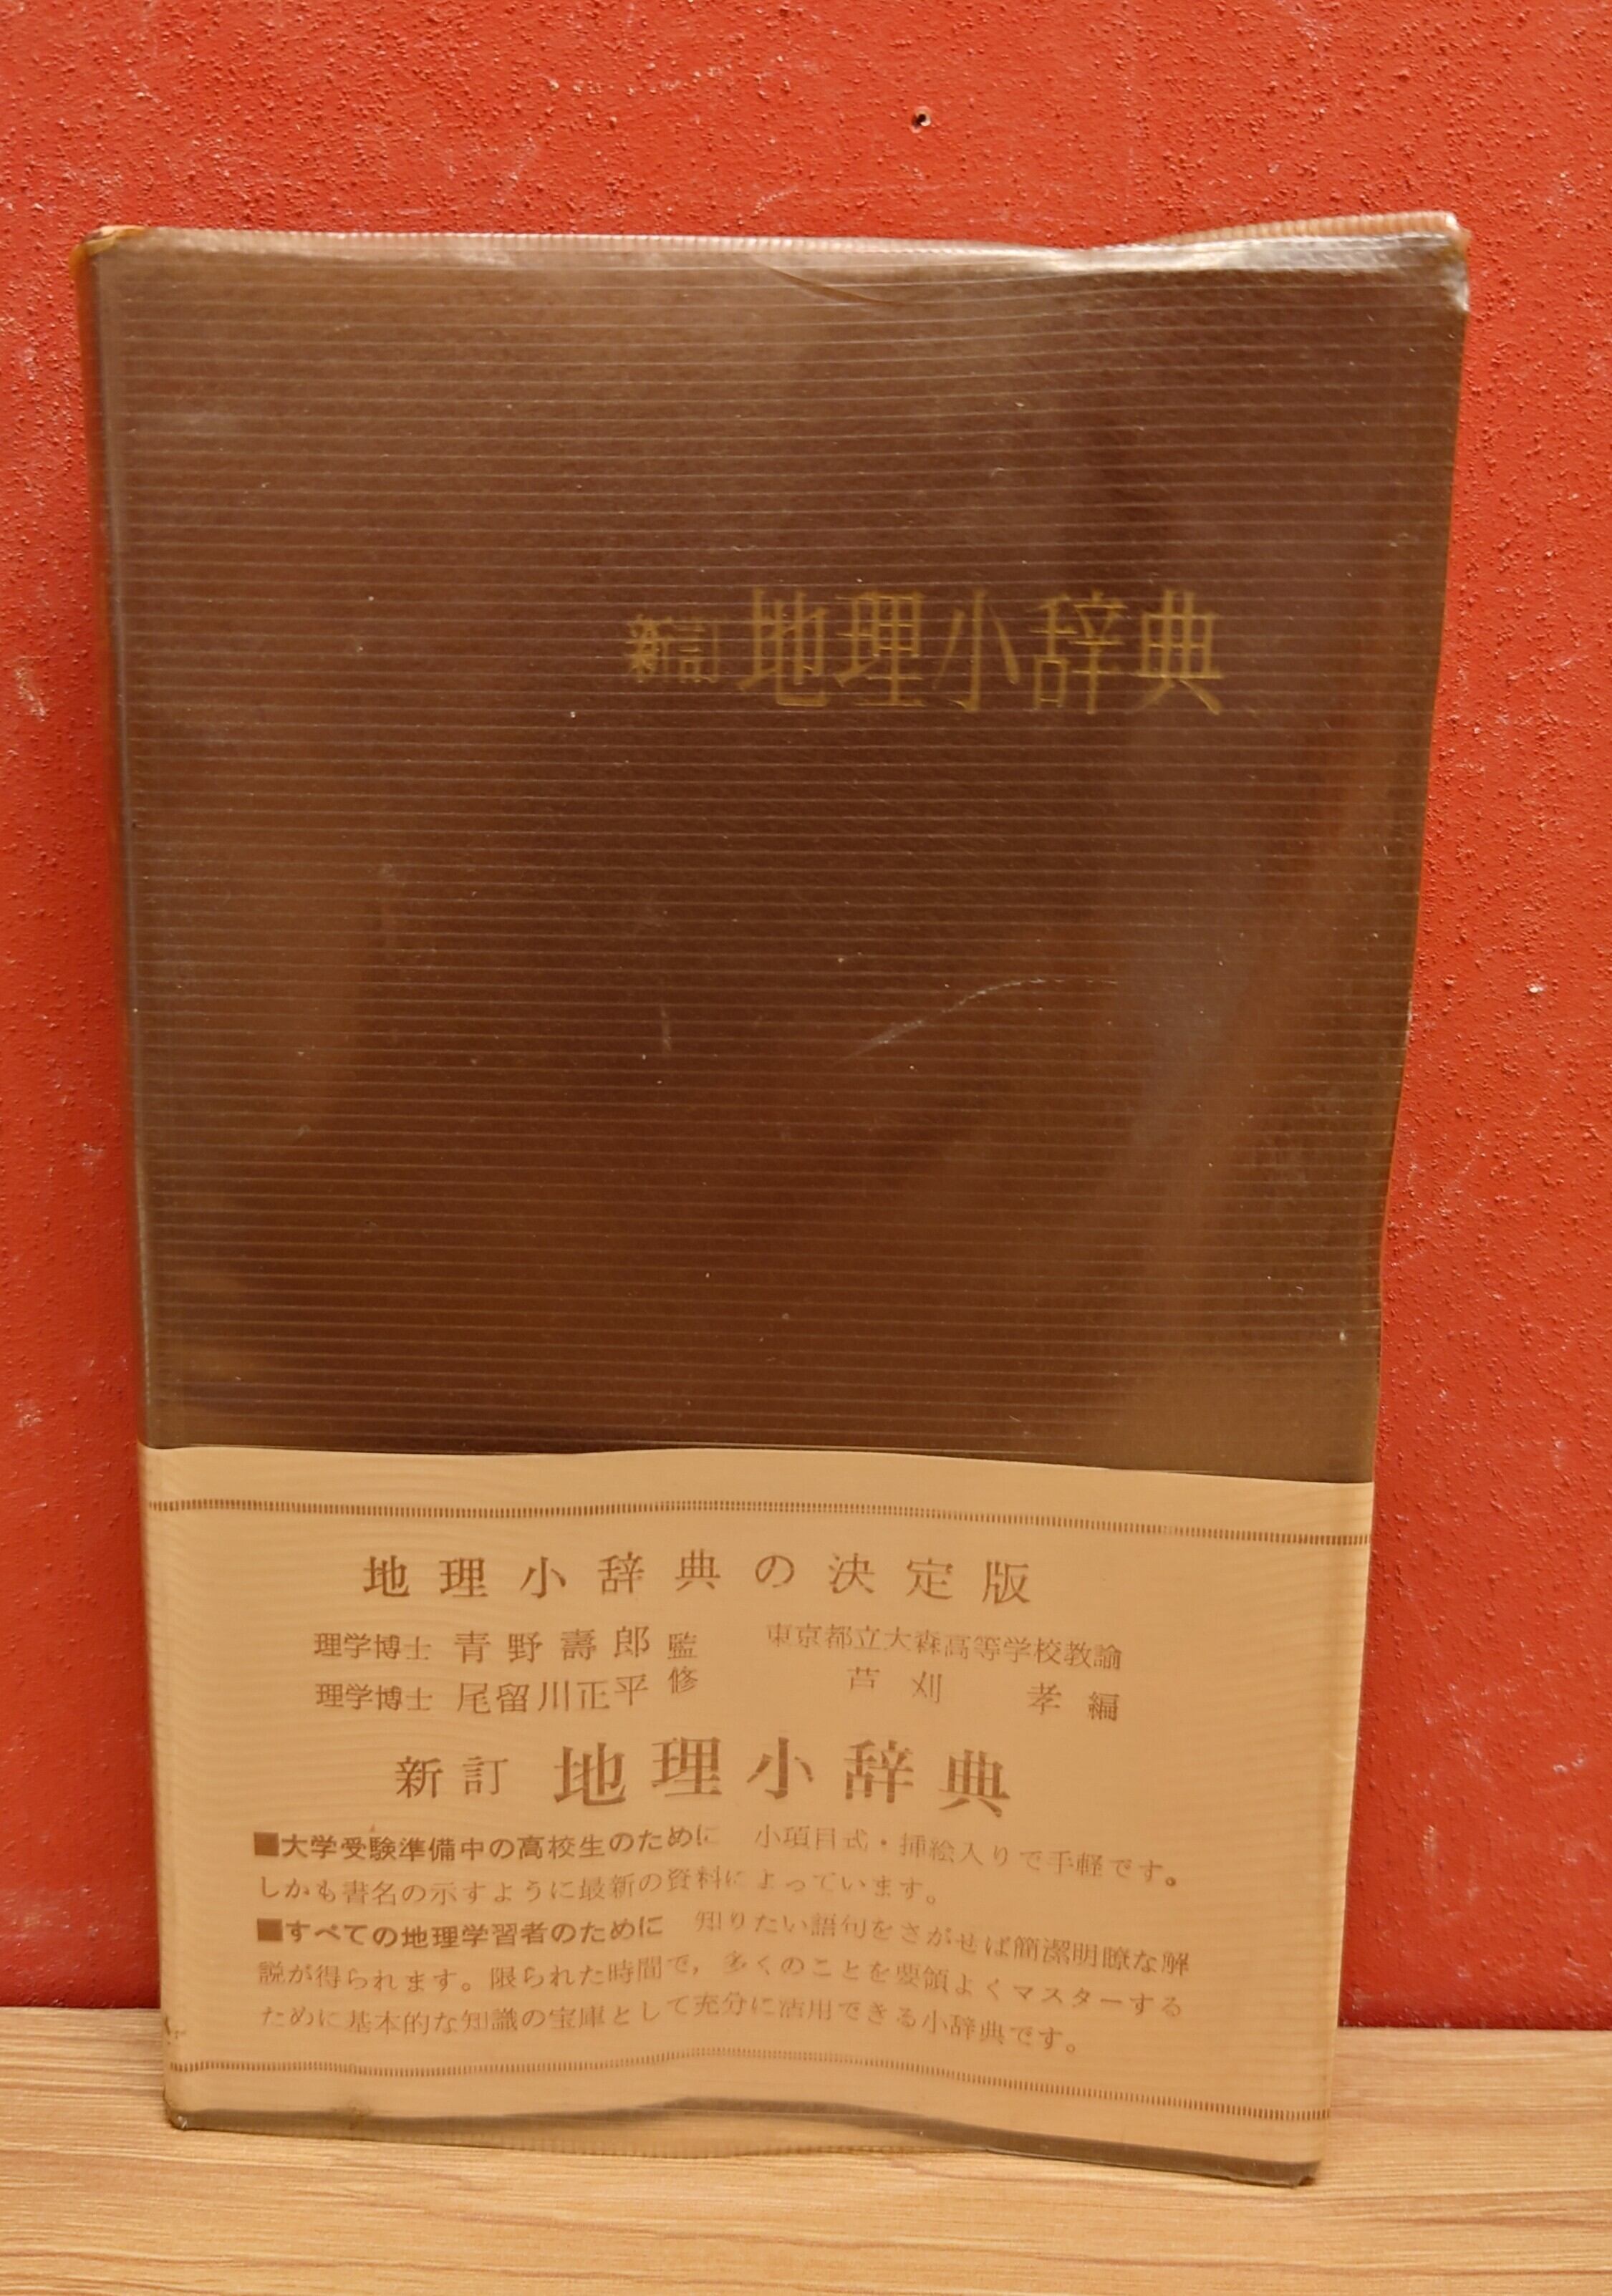 新訂 地理小辞典
地理小辞典の決定版
理学博士 青野壽郎 監修 東京都立大森高等学校教諭
理学博士 尾留川正平 芦刈 孝 編
新訂 地理小辞典
■大学受験準備中の高校生のために 小項目式・挿絵入りで手軽です。
しかも書名の示すように最新の資料によっています。
■すべての地理学習者のために 知りたい語句をさがせば簡潔明瞭な解
説が得られます。限られた時間で，多くのことを要領よくマスターする
ために基本的な知識の宝庫として充分に活用できる小辞典です。